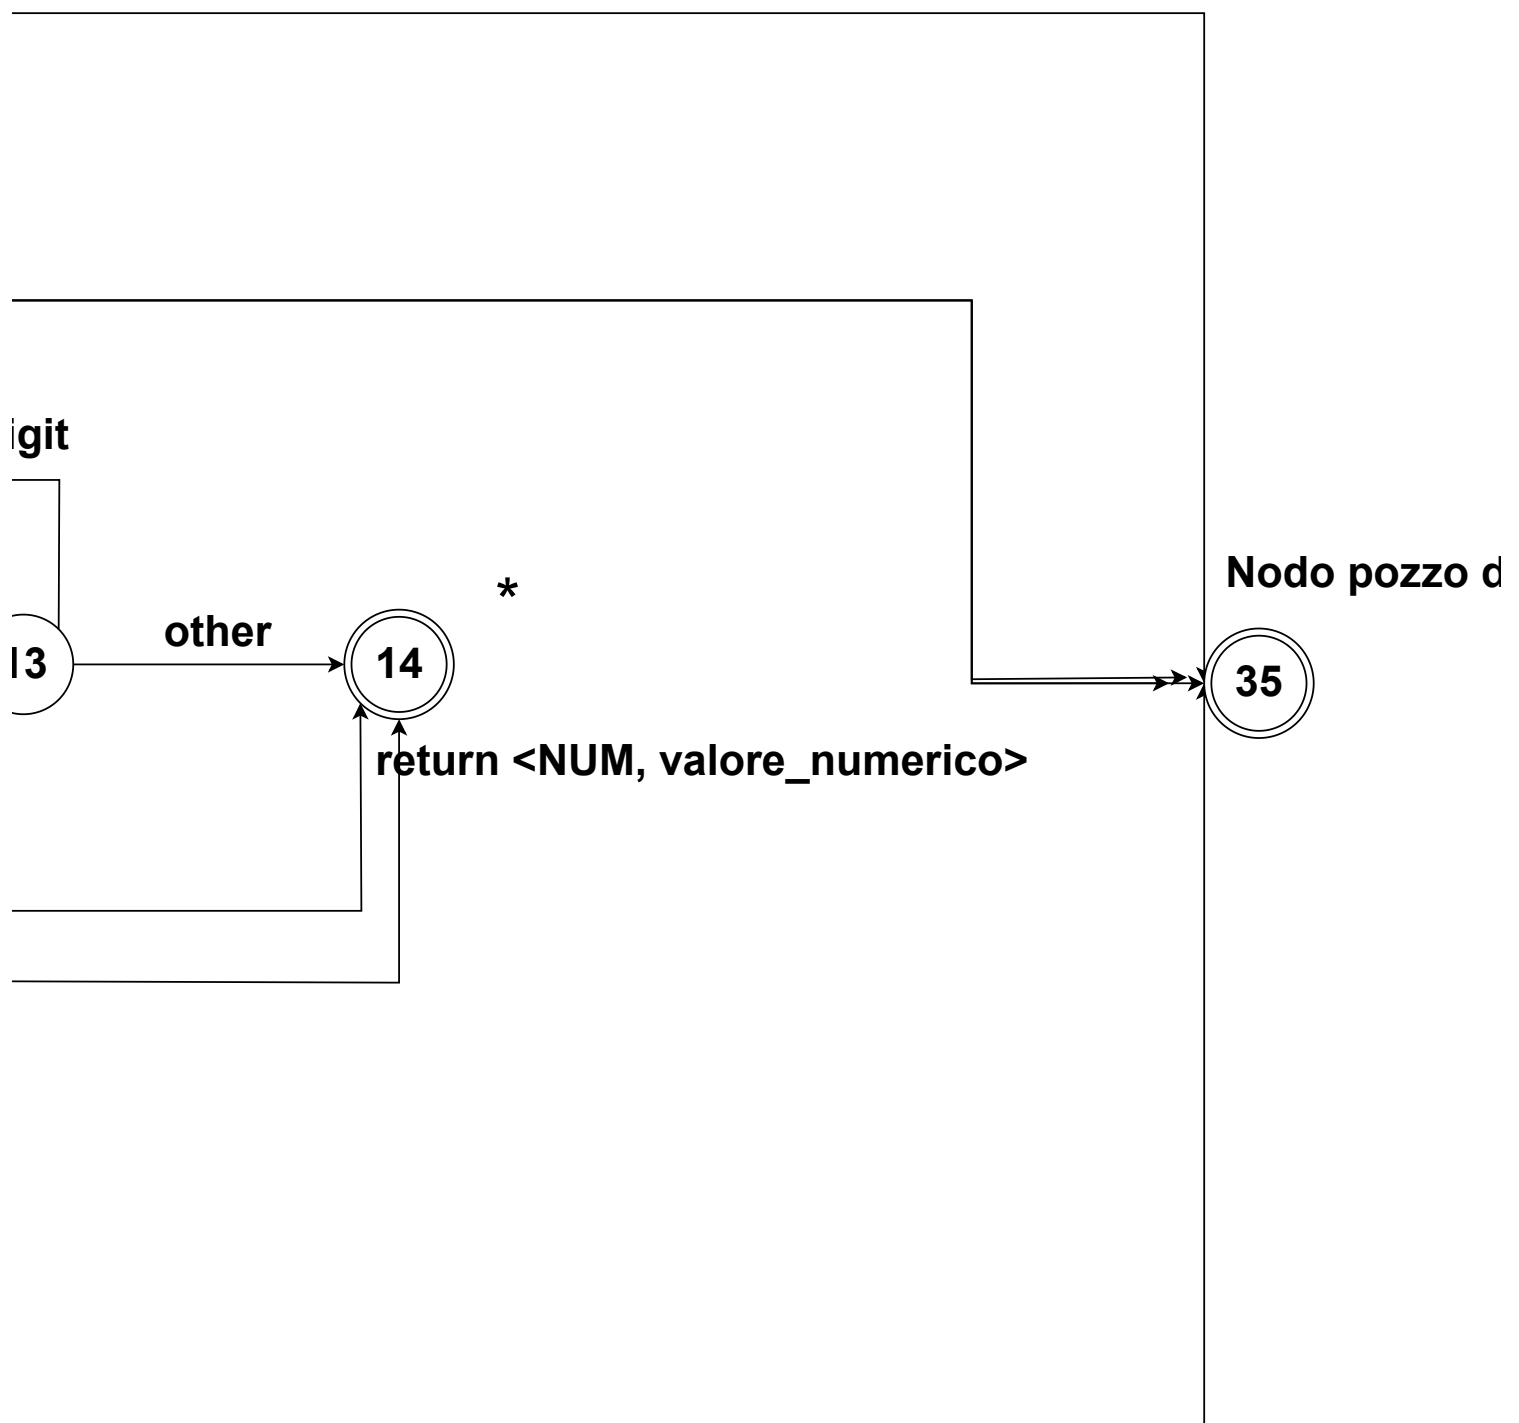 igit
Nodo pozzo d
other
*
13
14
35
return <NUM, valore_numerico>